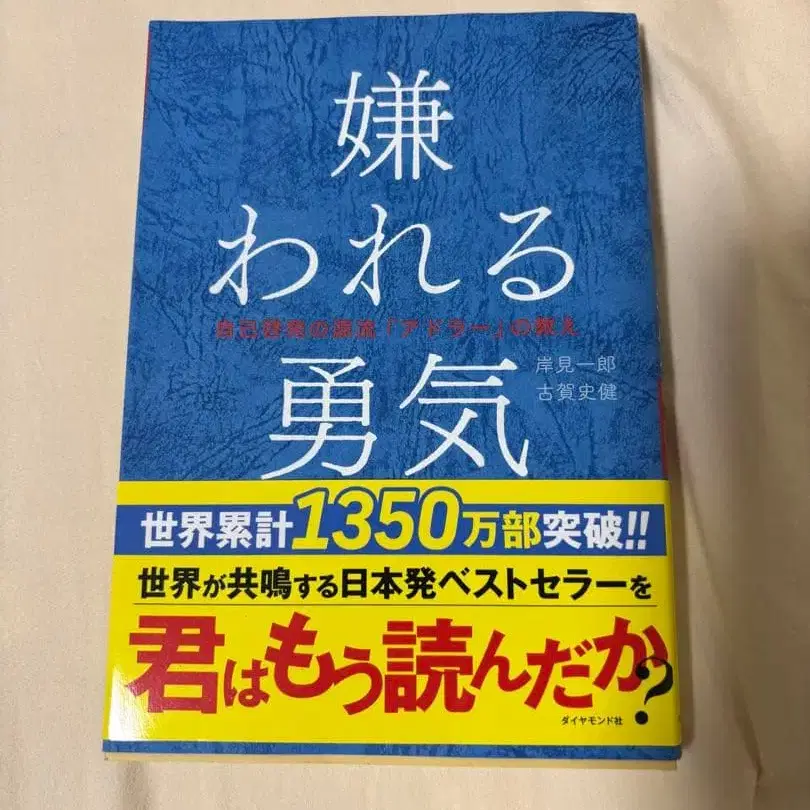 嫌
われる
自己啓発の源流「アドラー」の教え
勇気
岸見一郎
古賀史健
世界累計1350万部突破!!
世界が共鳴する日本発ベストセラーを
君はもう読んだか?
ダイヤモンド社